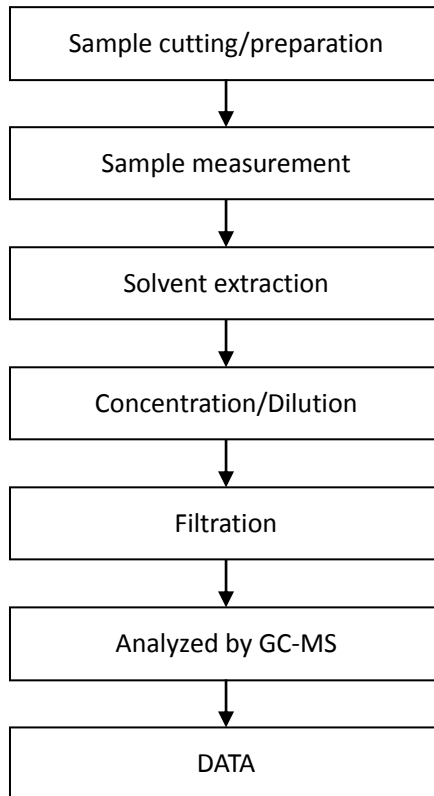 Sample cutting/preparation
Sample measurement
Solvent extraction
Concentration/Dilution
Filtration
Analyzed by GC-MS
DATA